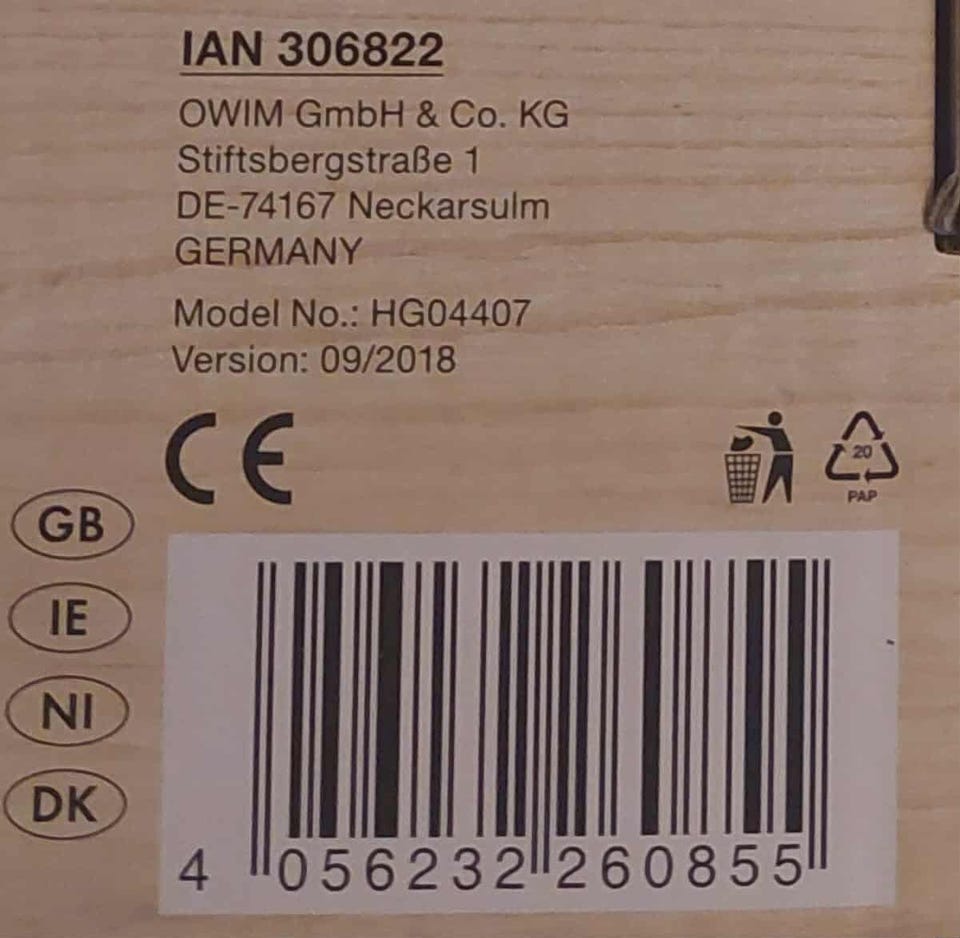 IAN 306822
OWIM GmbH & Co. KG
Stiftsbergstraße 1
DE-74167 Neckarsulm
GERMANY
Model No.: HG04407
Version: 09/2018
CE
20
PAP
GB
IE
NI
DK
4 056232 260855